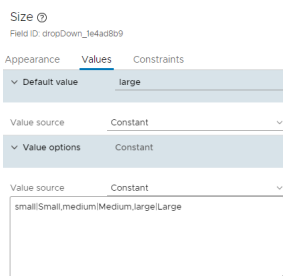 Size
Field ID: dropDown_1e4ad8b9
Appearance Values Constraints
Default value large
Value source Constant
Value options Constant
Value source Constant
small|Small,medium|Medium,large|Large